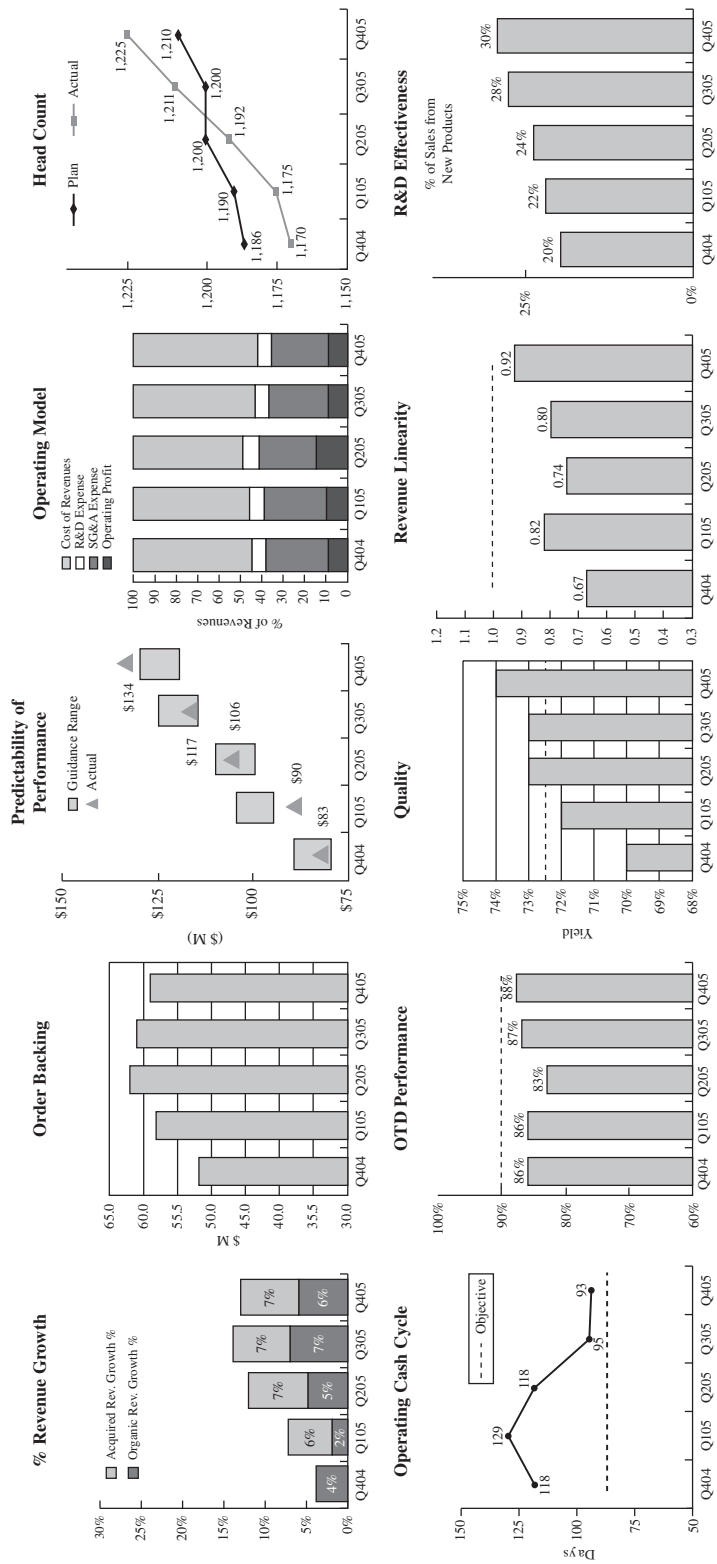 % Revenue Growth
Acquired Rev. Growth %
Organic Rev. Growth %
30%
25%
20%
15%
10%
5%
0%
4%
6%
2%
7%
5%
7%
7%
7%
6%
Q404
Q105
Q205
Q305
Q405
Order Backing
$ M
65.0
60.0
55.5
51.0
45.0
40.5
35.5
30.0
Q404
Q105
Q205
Q305
Q405
Predictability of
Performance
Guidance Range
Actual
($ M)
$150
$125
$100
$75
$83
$90
$106
$117
$134
Q404
Q105
Q205
Q305
Q405
Operating Model
Cost of Revenues
R&D Expense
SG&A Expense
Operating Profit
% of Revenues
100
90
80
70
60
50
40
30
20
10
0
Q404
Q105
Q205
Q305
Q405
Head Count
Plan
Actual
1,225
1,200
1,175
1,150
1,186
1,190
1,200
1,200
1,210
1,170
1,175
1,192
1,211
1,225
Q404
Q105
Q205
Q305
Q405
Operating Cash Cycle
Objective
Days
150
125
100
75
50
118
129
118
95
93
Q404
Q105
Q205
Q305
Q405
OTD Performance
100%
90%
80%
70%
60%
86%
86%
83%
87%
88%
Q404
Q105
Q205
Q305
Q405
Quality
Yield
75%
74%
73%
72%
71%
70%
69%
68%
Q404
Q105
Q205
Q305
Q405
Revenue Linearity
1.2
1.1
1.0
0.9
0.8
0.7
0.6
0.5
0.4
0.3
0.67
0.82
0.74
0.80
0.92
Q404
Q105
Q205
Q305
Q405
R&D Effectiveness
% of Sales from
New Products
25%
0%
20%
22%
24%
28%
30%
Q404
Q105
Q205
Q305
Q405